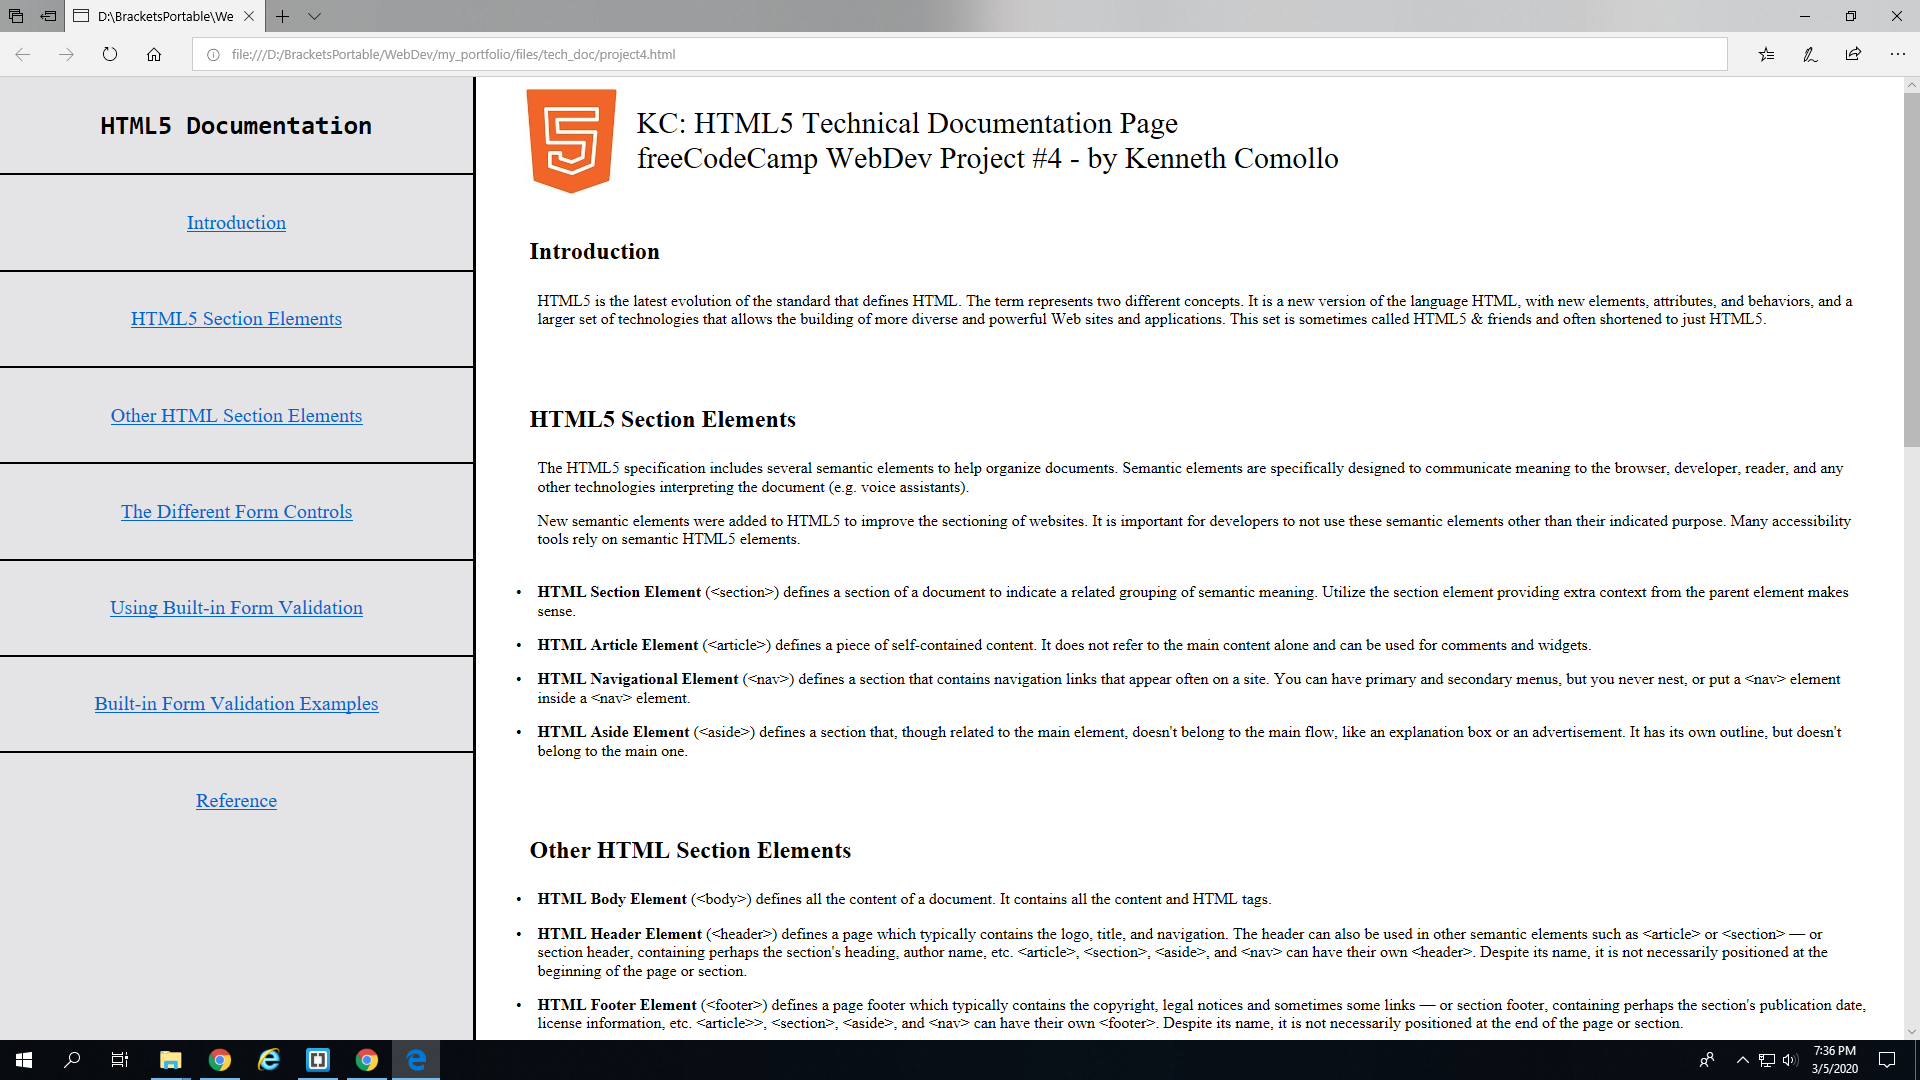 D:\BracketsPortable\We
file:///D:/BracketsPortable/WebDev/my_portfolio/files/tech_doc/project4.html
HTML5 Documentation
Introduction
HTML5 Section Elements
Other HTML Section Elements
The Different Form Controls
Using Built-in Form Validation
Built-in Form Validation Examples
Reference
5
KC: HTML5 Technical Documentation Page
freeCodeCamp WebDev Project #4 - by Kenneth Comollo
Introduction
HTML5 is the latest evolution of the standard that defines HTML. The term represents two different concepts. It is a new version of the language HTML, with new elements, attributes, and behaviors, and a
larger set of technologies that allows the building of more diverse and powerful Web sites and applications. This set is sometimes called HTML5 & friends and often shortened to just HTML5.
HTML5 Section Elements
The HTML5 specification includes several semantic elements to help organize documents. Semantic elements are specifically designed to communicate meaning to the browser, developer, reader, and any
other technologies interpreting the document (e.g. voice assistants).
New semantic elements were added to HTML5 to improve the sectioning of websites. It is important for developers to not use these semantic elements other than their indicated purpose. Many accessibility
tools rely on semantic HTML5 elements.
• HTML Section Element (<section>) defines a section of a document to indicate a related grouping of semantic meaning. Utilize the section element providing extra context from the parent element makes
sense.
• HTML Article Element (<article>) defines a piece of self-contained content. It does not refer to the main content alone and can be used for comments and widgets.
• HTML Navigational Element (<nav>) defines a section that contains navigation links that appear often on a site. You can have primary and secondary menus, but you never nest, or put a <nav> element
inside a <nav> element.
• HTML Aside Element (<aside>) defines a section that, though related to the main element, doesn't belong to the main flow, like an explanation box or an advertisement. It has its own outline, but doesn't
belong to the main one.
Other HTML Section Elements
• HTML Body Element (<body>) defines all the content of a document. It contains all the content and HTML tags.
• HTML Header Element (<header>) defines a page which typically contains the logo, title, and navigation. The header can also be used in other semantic elements such as <article> or <section> — or
section header, containing perhaps the section's heading, author name, etc. <article>, <section>, <aside>, and <nav> can have their own <header>. Despite its name, it is not necessarily positioned at the
beginning of the page or section.
• HTML Footer Element (<footer>) defines a page footer which typically contains the copyright, legal notices and sometimes some links — or section footer, containing perhaps the section's publication date,
license information, etc. <article>>, <section>, <aside>, and <nav> can have their own <footer>. Despite its name, it is not necessarily positioned at the end of the page or section.
7:36 PM
3/5/2020